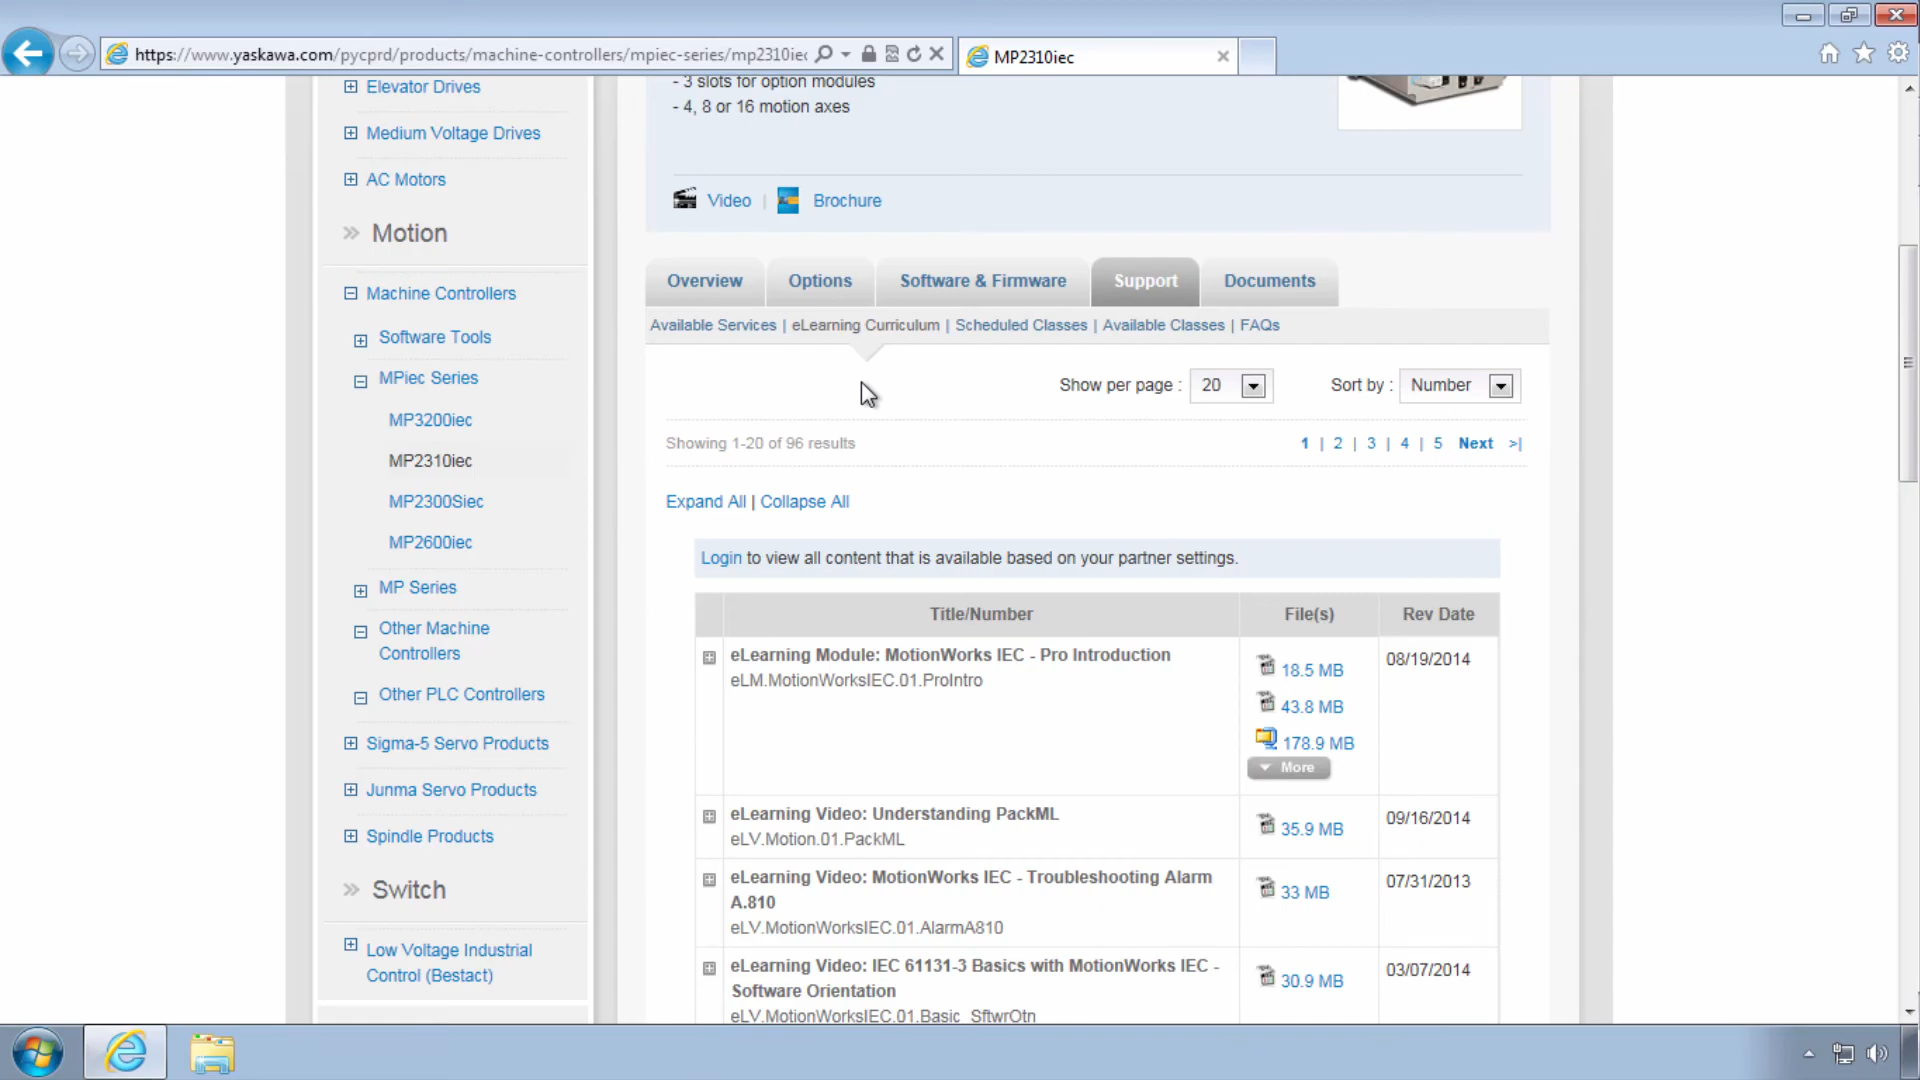 https://www.yaskawa.com/pycprd/products/machine-controllers/mpiec-series/mp2310iec
MP2310iec
Elevator Drives
Medium Voltage Drives
AC Motors
Motion
Machine Controllers
Software Tools
MPiec Series
MP3200iec
MP2310iec
MP2300Siec
MP2600iec
MP Series
Other Machine
Controllers
Other PLC Controllers
Sigma-5 Servo Products
Junma Servo Products
Spindle Products
Switch
Low Voltage Industrial
Control (Bestact)
- 3 slots for option modules
- 4, 8 or 16 motion axes
Video | Brochure
Overview Options Software & Firmware Support Documents
Available Services | eLearning Curriculum | Scheduled Classes | Available Classes | FAQs
Show per page : 20 Sort by : Number
Showing 1-20 of 96 results 1 | 2 | 3 | 4 | 5 Next >|
Expand All | Collapse All
Login to view all content that is available based on your partner settings.
Title/Number File(s) Rev Date
eLearning Module: MotionWorks IEC - Pro Introduction
eLM.MotionWorksIEC.01.ProIntro
18.5 MB
43.8 MB
178.9 MB
More
08/19/2014
eLearning Video: Understanding PackML
eLV.Motion.01.PackML
35.9 MB
09/16/2014
eLearning Video: MotionWorks IEC - Troubleshooting Alarm
A.810
eLV.MotionWorksIEC.01.AlarmA810
33 MB
07/31/2013
eLearning Video: IEC 61131-3 Basics with MotionWorks IEC -
Software Orientation
eLV.MotionWorksIEC.01.Basic_SftwrOtn
30.9 MB
03/07/2014